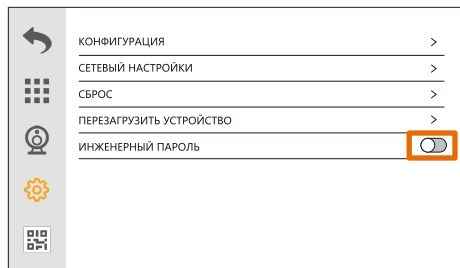 КОНФИГУРАЦИЯ
СЕТЕВЫЙ НАСТРОЙКИ
СБРОС
ПЕРЕЗАГРУЗИТЬ УСТРОЙСТВО
ИНЖЕНЕРНЫЙ ПАРОЛЬ